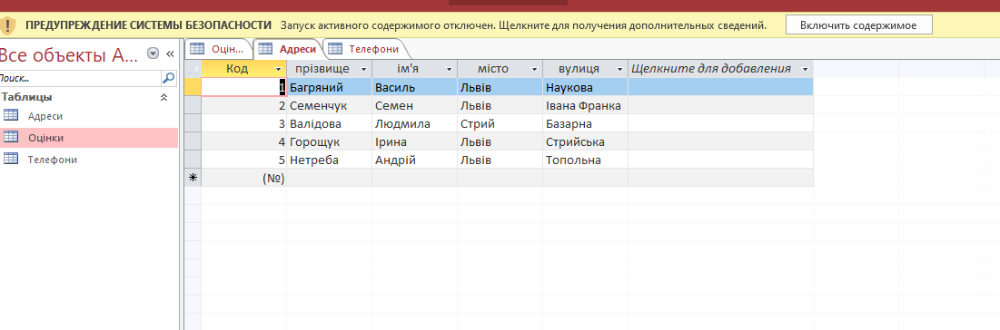 ПРЕДУПРЕЖДЕНИЕ СИСТЕМЫ БЕЗОПАСНОСТИ Запуск активного содержимого отключен. Щелкните для получения дополнительных сведений. Включить содержимое
Все объекты A... «
Поиск...
Таблицы
Адреси
Оцінки
Телефони
Оцін... Адреси Телефони
Код прізвище ім'я місто вулиця Щелкните для добавления
1 Багряний Василь Львів Наукова
2 Семенчук Семен Львів Івана Франка
3 Валідова Людмила Стрий Базарна
4 Горощук Ірина Львів Стрийська
5 Нетреба Андрій Львів Топольна
* (№)